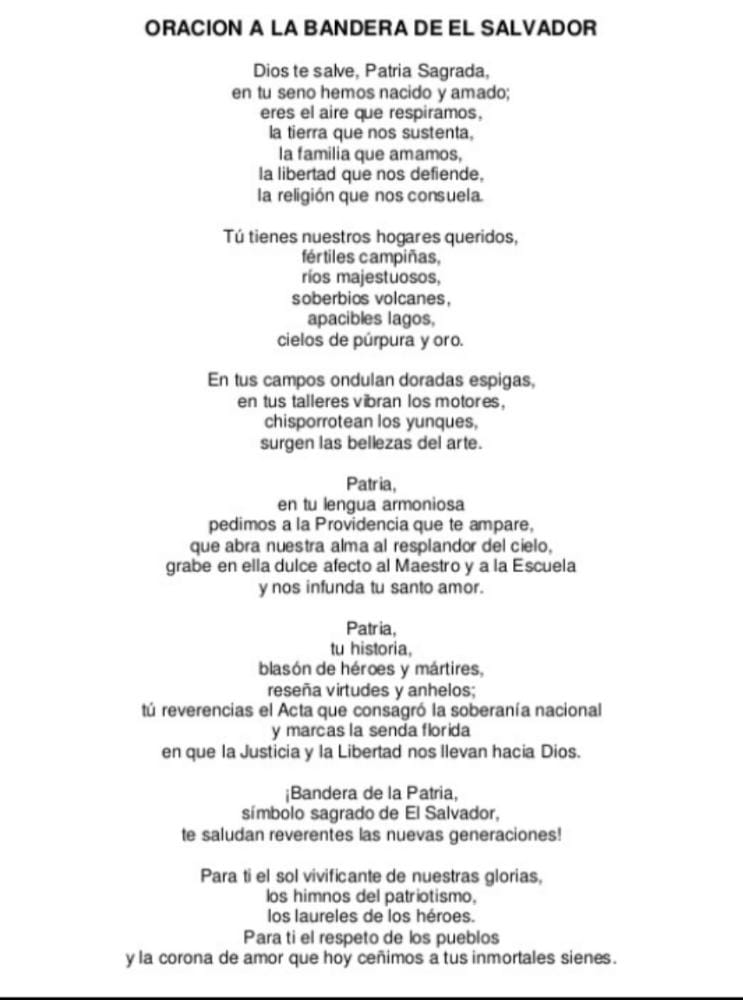 ORACION A LA BANDERA DE EL SALVADOR
Dios te salve, Patria Sagrada,
en tu seno hemos nacido y amado;
eres el aire que respiramos,
la tierra que nos sustenta,
la familia que amamos,
la libertad que nos defiende,
la religión que nos consuela.
Tú tienes nuestros hogares queridos,
fértiles campiñas,
ríos majestuosos,
soberbios volcanes,
apacibles lagos,
cielos de púrpura y oro.
En tus campos ondulan doradas espigas,
en tus talleres vibran los motores,
chisporrotean los yunques,
surgen las bellezas del arte.
Patria,
en tu lengua armoniosa
pedimos a la Providencia que te ampare,
que abra nuestra alma al resplandor del cielo,
grabe en ella dulce afecto al Maestro y a la Escuela
y nos infunda tu santo amor.
Patria,
tu historia,
blasón de héroes y mártires,
reseña virtudes y anhelos;
tú reverencias el Acta que consagró la soberanía nacional
y marcas la senda florida
en que la Justicia y la Libertad nos llevan hacia Dios.
¡Bandera de la Patria,
símbolo sagrado de El Salvador,
te saludan reverentes las nuevas generaciones!
Para ti el sol vivificante de nuestras glorias,
los himnos del patriotismo,
los laureles de los héroes.
Para ti el respeto de los pueblos
y la corona de amor que hoy ceñimos a tus inmortales sienes.